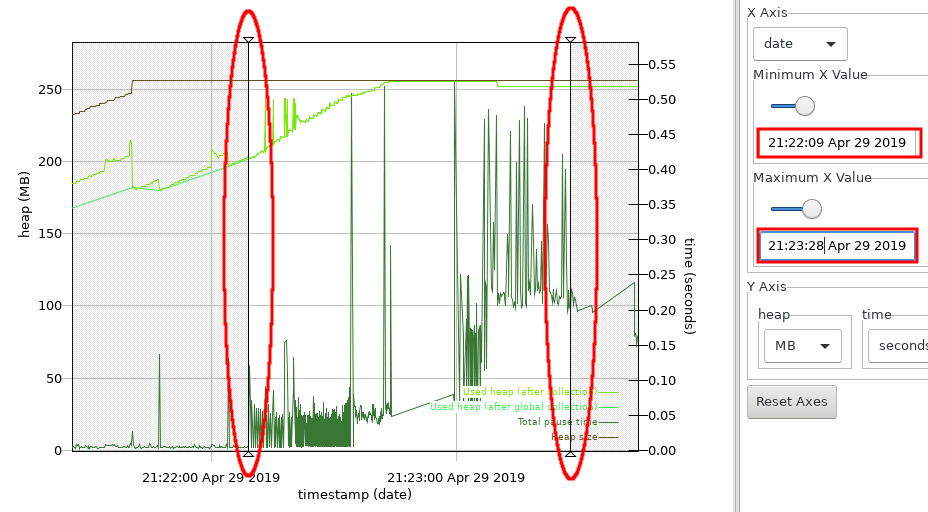 250
200
150
100
50
0
heap (MB)
0.55
0.50
0.45
0.40
0.35
0.30
0.25
0.20
0.15
0.10
0.05
0.00
time (seconds)
Used heap (after collection)
Used heap (after global collection)
Total pause time
Heap size
21:22:00 Apr 29 2019
21:23:00 Apr 29 2019
timestamp (date)
X Axis
date
Minimum X Value
21:22:09 Apr 29 2019
Maximum X Value
21:23:28 Apr 29 2019
Y Axis
heap
time
MB
seconds
Reset Axes